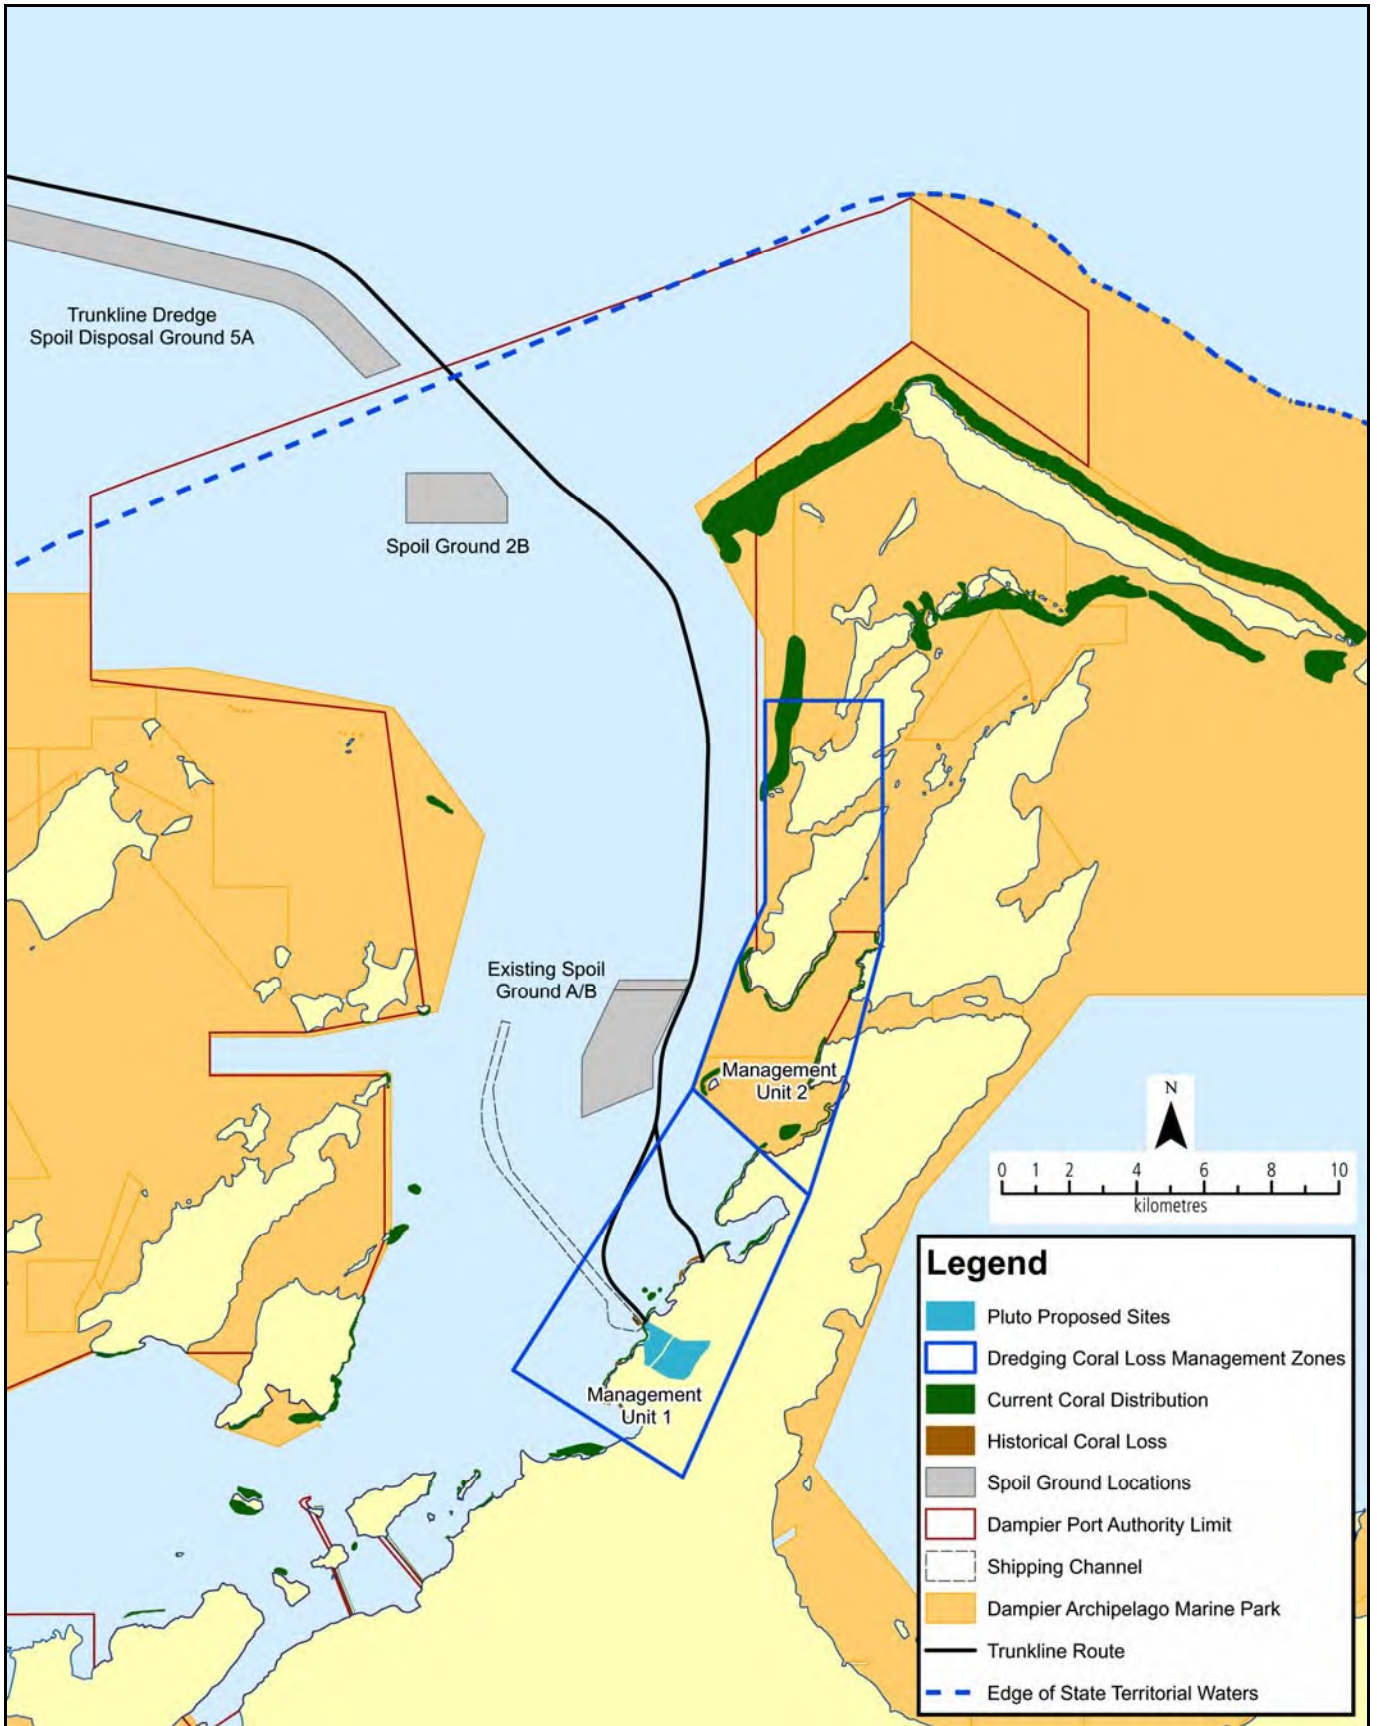 Trunkline Dredge
Spoil Disposal Ground 5A
Spoil Ground 2B
Existing Spoil
Ground A/B
Management
Unit 2
Management
Unit 1
N
0 1 2 4 6 8 10
kilometres
Legend
Pluto Proposed Sites
Dredging Coral Loss Management Zones
Current Coral Distribution
Historical Coral Loss
Spoil Ground Locations
Dampier Port Authority Limit
Shipping Channel
Dampier Archipelago Marine Park
Trunkline Route
Edge of State Territorial Waters